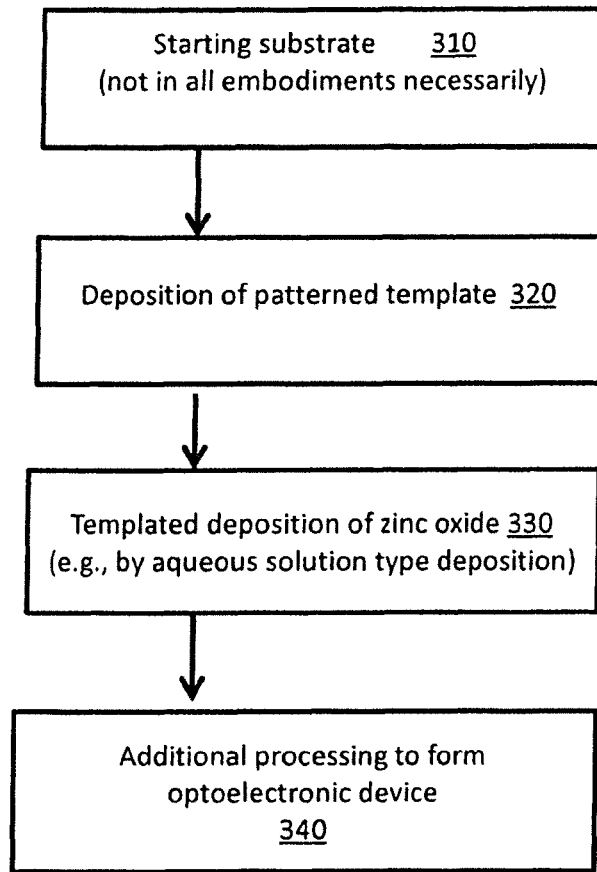 Starting substrate 310
(not in all embodiments necessarily)
Deposition of patterned template 320
Templated deposition of zinc oxide 330
(e.g., by aqueous solution type deposition)
Additional processing to form
optoelectronic device
340